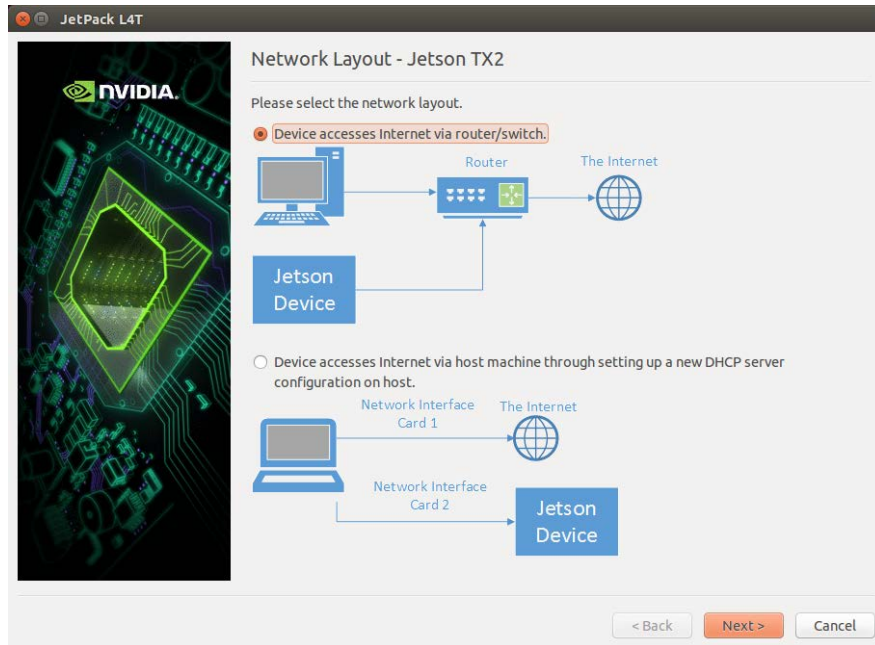 JetPack L4T
NVIDIA.
Network Layout - Jetson TX2
Please select the network layout.
Device accesses Internet via router/switch.
Router
The Internet
Jetson
Device
Device accesses Internet via host machine through setting up a new DHCP server
configuration on host.
Network Interface
Card 1
The Internet
Network Interface
Card 2
Jetson
Device
< Back
Next >
Cancel